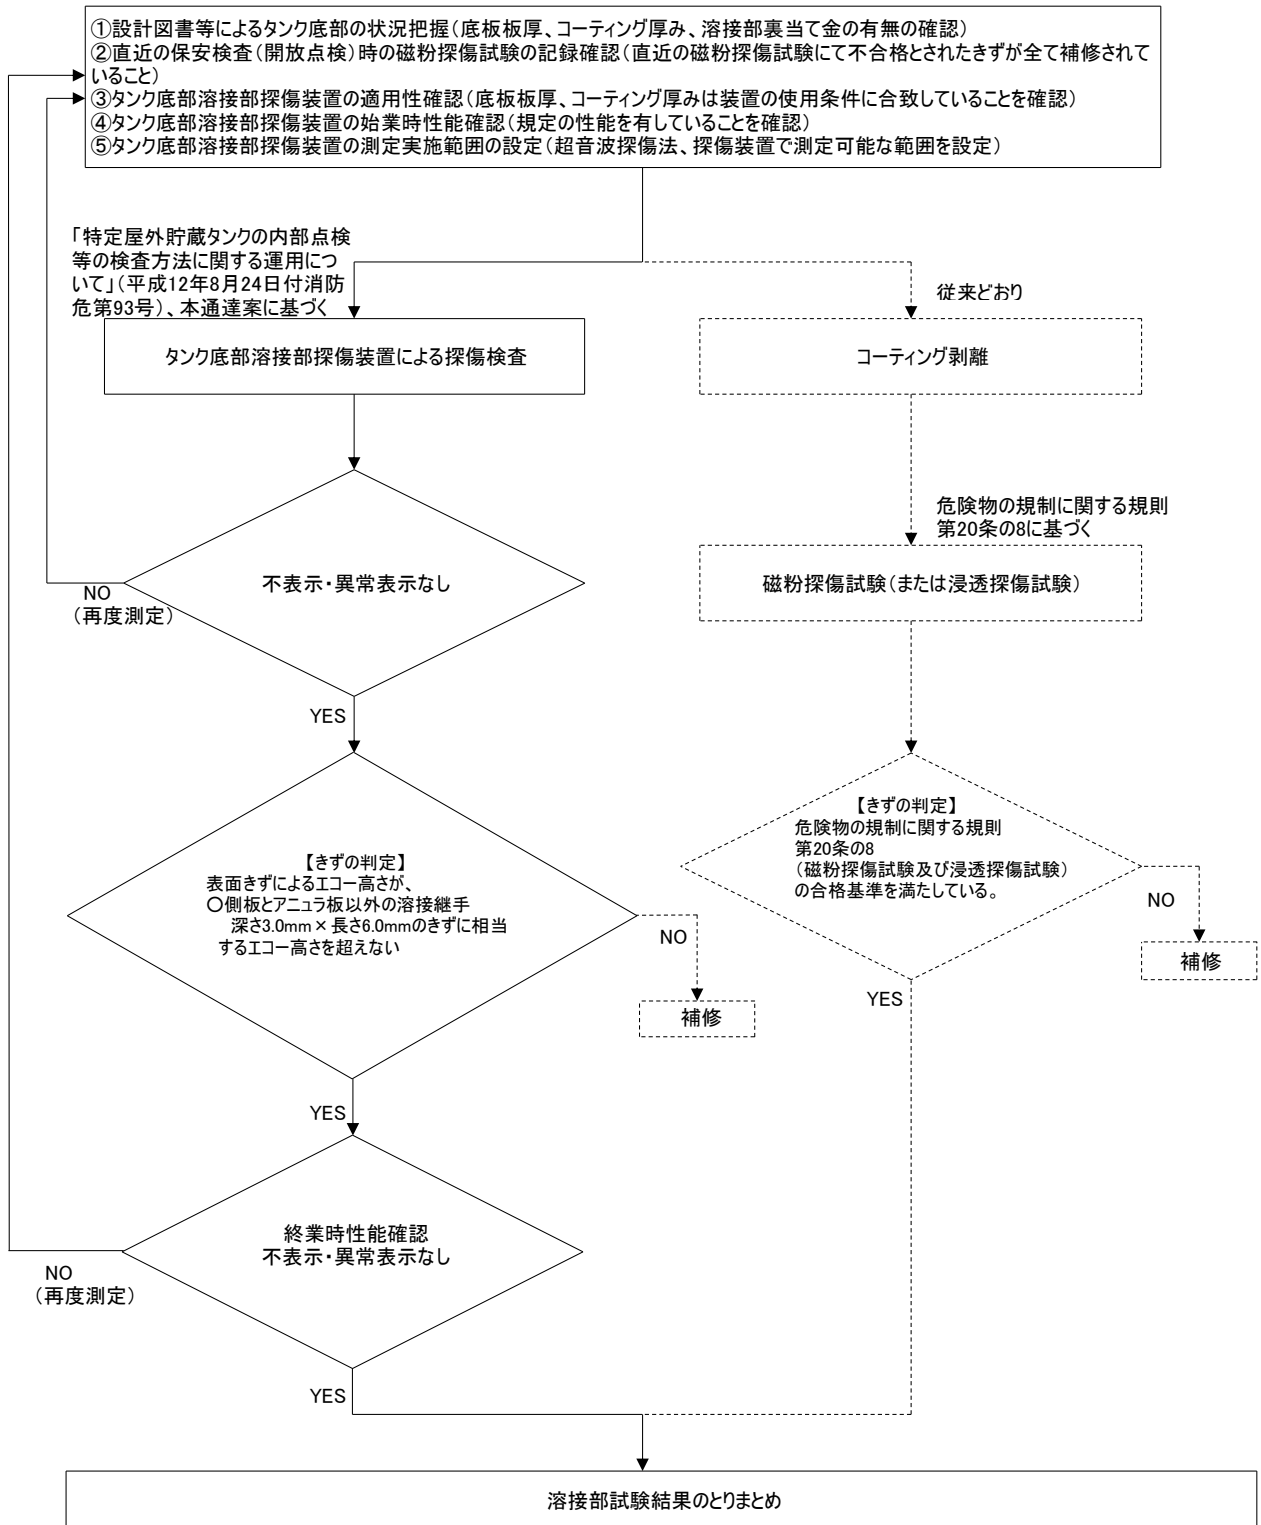 ①設計図書等によるタンク底部の状況把握（底板板厚、コーティング厚み、溶接部裏当て金の有無の確認）
②直近の保安検査（開放点検）時の磁粉探傷試験の記録確認（直近の磁粉探傷試験にて不合格とされたきずが全て補修されて
いること）
③タンク底部溶接部探傷装置の適用性確認（底板板厚、コーティング厚みは装置の使用条件に合致していることを確認）
④タンク底部溶接部探傷装置の始業時性能確認（規定の性能を有していることを確認）
⑤タンク底部溶接部探傷装置の測定実施範囲の設定（超音波探傷法、探傷装置で測定可能な範囲を設定）
「特定屋外貯蔵タンクの内部点検
等の検査方法に関する運用につ
いて」（平成12年8月24日付消防
危第93号）、本通達案に基づく
従来どおり
タンク底部溶接部探傷装置による探傷検査
コーティング剥離
危険物の規制に関する規則
第20条の8に基づく
不表示・異常表示なし
磁粉探傷試験（または浸透探傷試験）
NO
（再度測定）
YES
【きずの判定】
表面きずによるエコー高さが、
〇側板とアニュラ板以外の溶接継手
深さ3.0mm×長さ6.0mmのきずに相当
するエコー高さを超えない
【きずの判定】
危険物の規制に関する規則
第20条の8
（磁粉探傷試験及び浸透探傷試験）
の合格基準を満たしている。
NO
NO
補修
補修
YES
YES
終業時性能確認
不表示・異常表示なし
NO
（再度測定）
YES
溶接部試験結果のとりまとめ